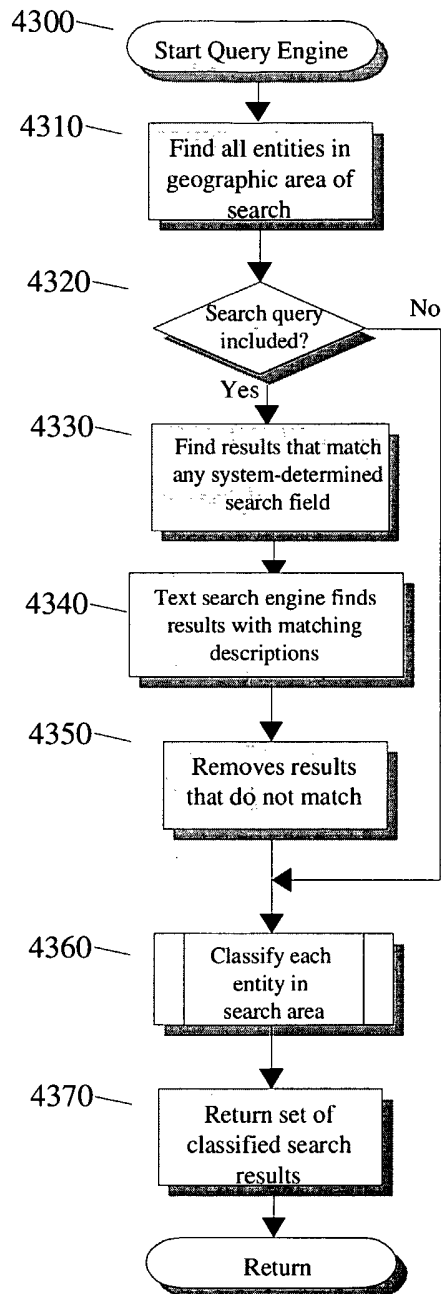 4300
Start Query Engine
4310
Find all entities in
geographic area of
search
4320
Search query
included?
No
Yes
4330
Find results that match
any system-determined
search field
4340
Text search engine finds
results with matching
descriptions
4350
Removes results
that do not match
4360
Classify each
entity in
search area
4370
Return set of
classified search
results
Return